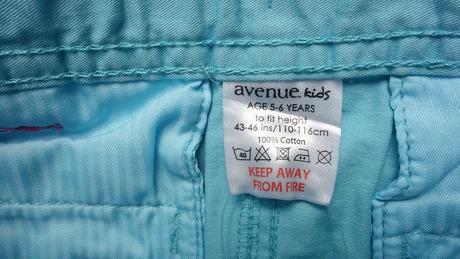 avenue kids
AGE 5-6 YEARS
to fit height
43-46 ins/110-116cm
100% Cotton
40
KEEP AWAY
FROM FIRE